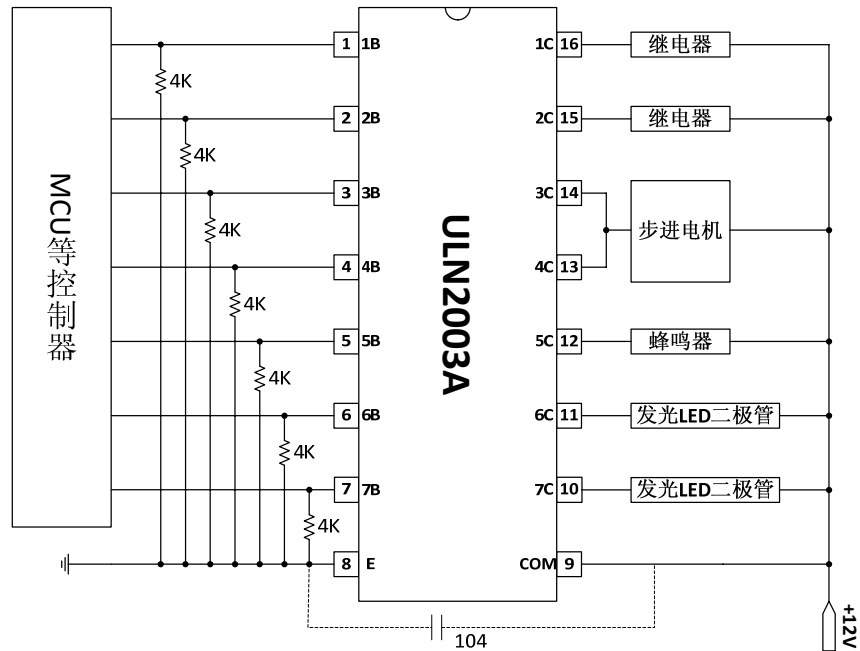 MCU等控制器
ULN2003A
1 1B
1C 16
继电器
4K
2 2B
2C 15
继电器
4K
3 3B
3C 14
步进电机
4K
4 4B
4C 13
4K
5 5B
5C 12
蜂鸣器
4K
6 6B
6C 11
发光LED二极管
4K
7 7B
7C 10
发光LED二极管
4K
8 E
COM 9
104
+12V